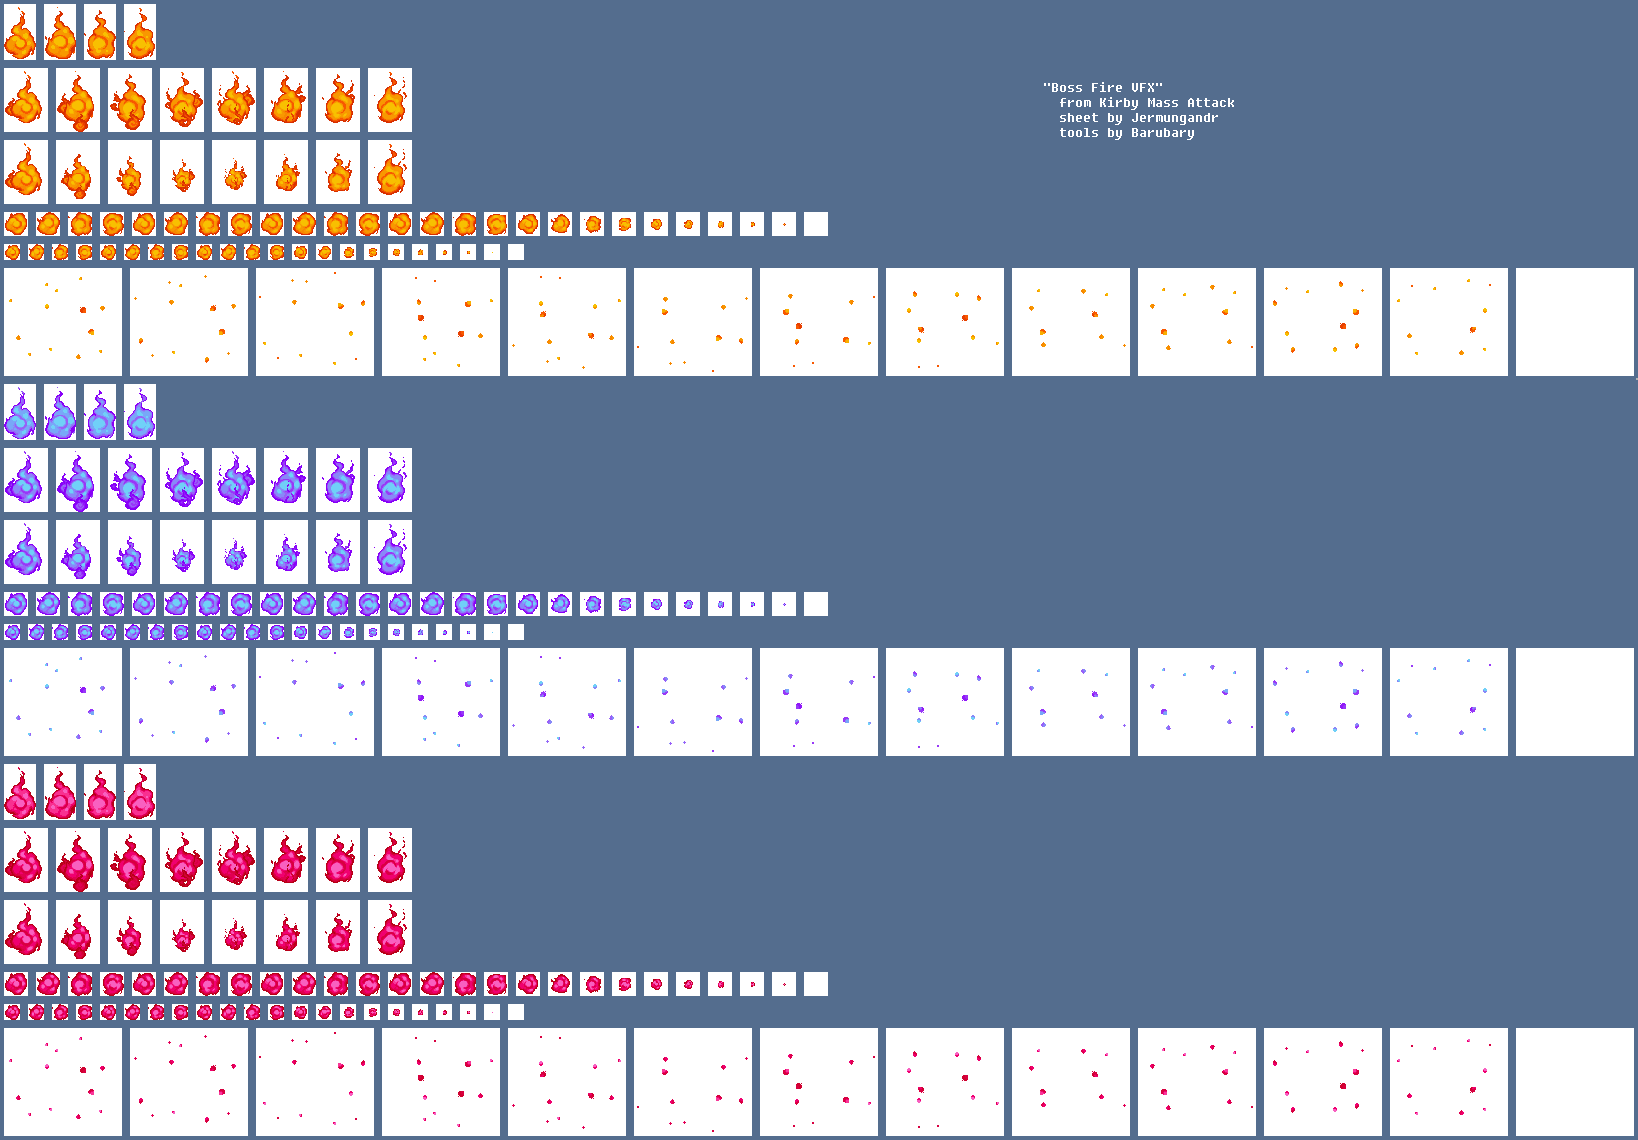 "Boss Fire VFX"
from Kirby Mass Attack
sheet by Jermungandr
tools by Barubary